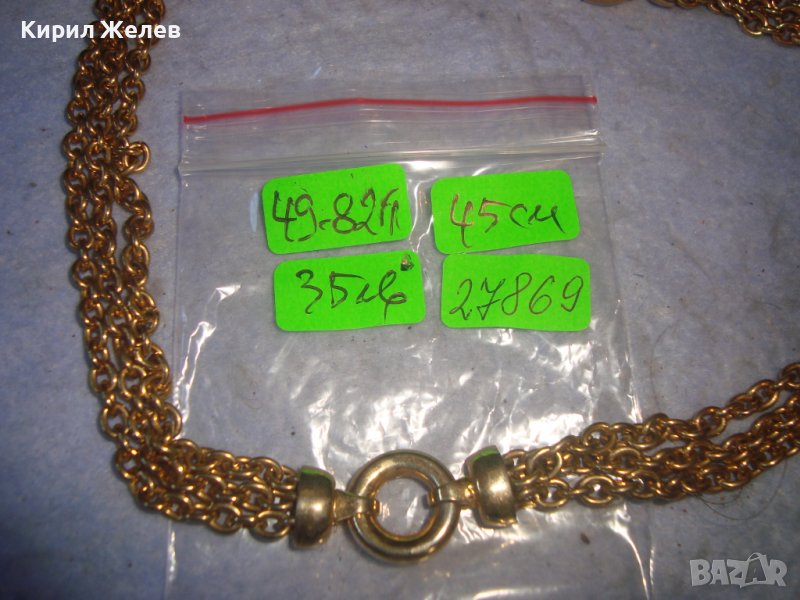 Кирил Желев
49.82гр
45см
35лв
27869
BAZAR